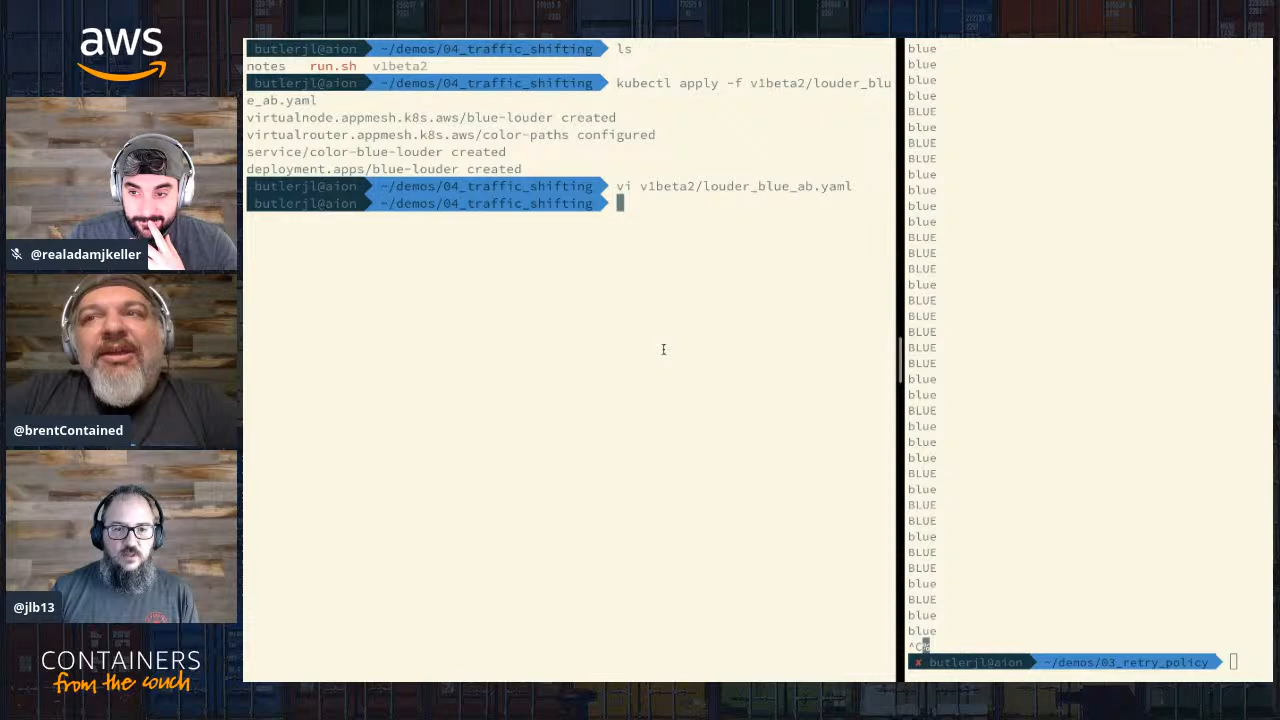 aws
@realadamjkeller
@brentContained
@jlb13
CONTAINERS
from the couch
butlerjl@aion ~/demos/04_traffic_shifting ls
notes run.sh v1beta2
butlerjl@aion ~/demos/04_traffic_shifting kubectl apply -f v1beta2/louder_blu
e_ab.yaml
virtualnode.appmesh.k8s.aws/blue-louder created
virtualrouter.appmesh.k8s.aws/color-paths configured
service/color-blue-louder created
deployment.apps/blue-louder created
butlerjl@aion ~/demos/04_traffic_shifting vi v1beta2/louder_blue_ab.yaml
butlerjl@aion ~/demos/04_traffic_shifting
blue
blue
blue
blue
BLUE
blue
BLUE
BLUE
blue
blue
blue
blue
BLUE
BLUE
BLUE
blue
BLUE
BLUE
BLUE
BLUE
BLUE
blue
blue
BLUE
blue
blue
blue
BLUE
blue
BLUE
BLUE
blue
BLUE
BLUE
blue
BLUE
blue
blue
^C
✘ butlerjl@aion ~/demos/03_retry_policy